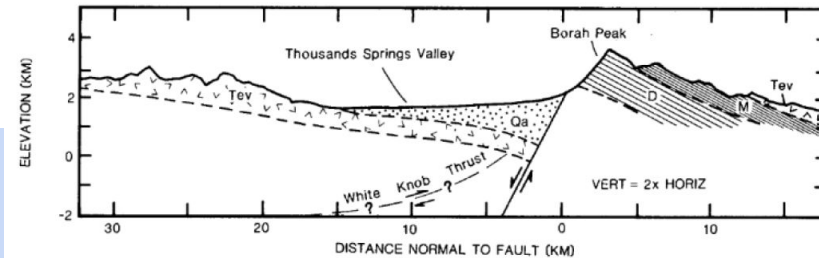 Borah Peak
Thousands Springs Valley
Tev
Tev
Qa
D
M
White Knob Thrust
?
?
VERT = 2x HORIZ
ELEVATION (KM)
4
2
0
-2
30
20
10
0
10
DISTANCE NORMAL TO FAULT (KM)